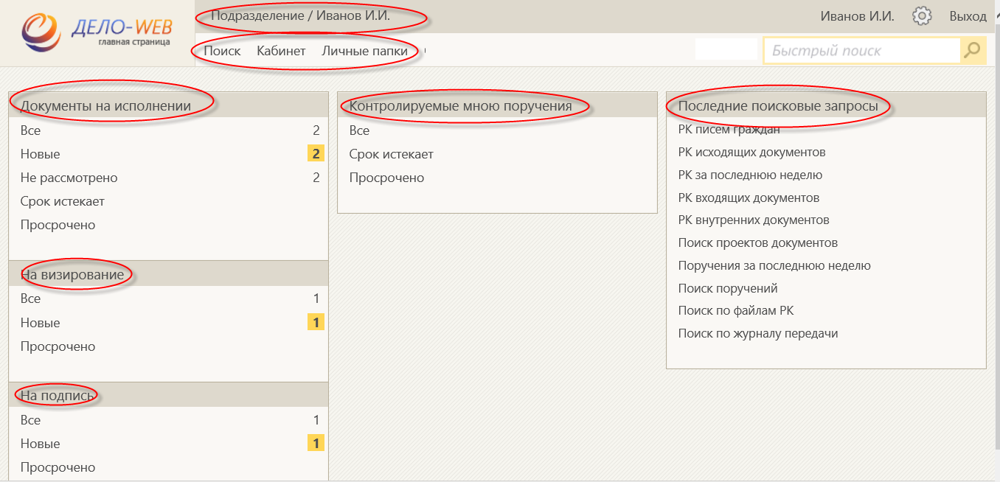 ДЕЛО-WEB
главная страница
Подразделение / Иванов И.И.
Иванов И.И.
Выход
Поиск Кабинет Личные папки
Быстрый поиск
Документы на исполнении
Все 2
Новые 2
Не рассмотрено 2
Срок истекает
Просрочено
На визирование
Все 1
Новые 1
Просрочено
На подпись
Все 1
Новые 1
Просрочено
Контролируемые мною поручения
Все
Срок истекает
Просрочено
Последние поисковые запросы
РК писем граждан
РК исходящих документов
РК за последнюю неделю
РК входящих документов
РК внутренних документов
Поиск проектов документов
Поручения за последнюю неделю
Поиск поручений
Поиск по файлам РК
Поиск по журналу передачи